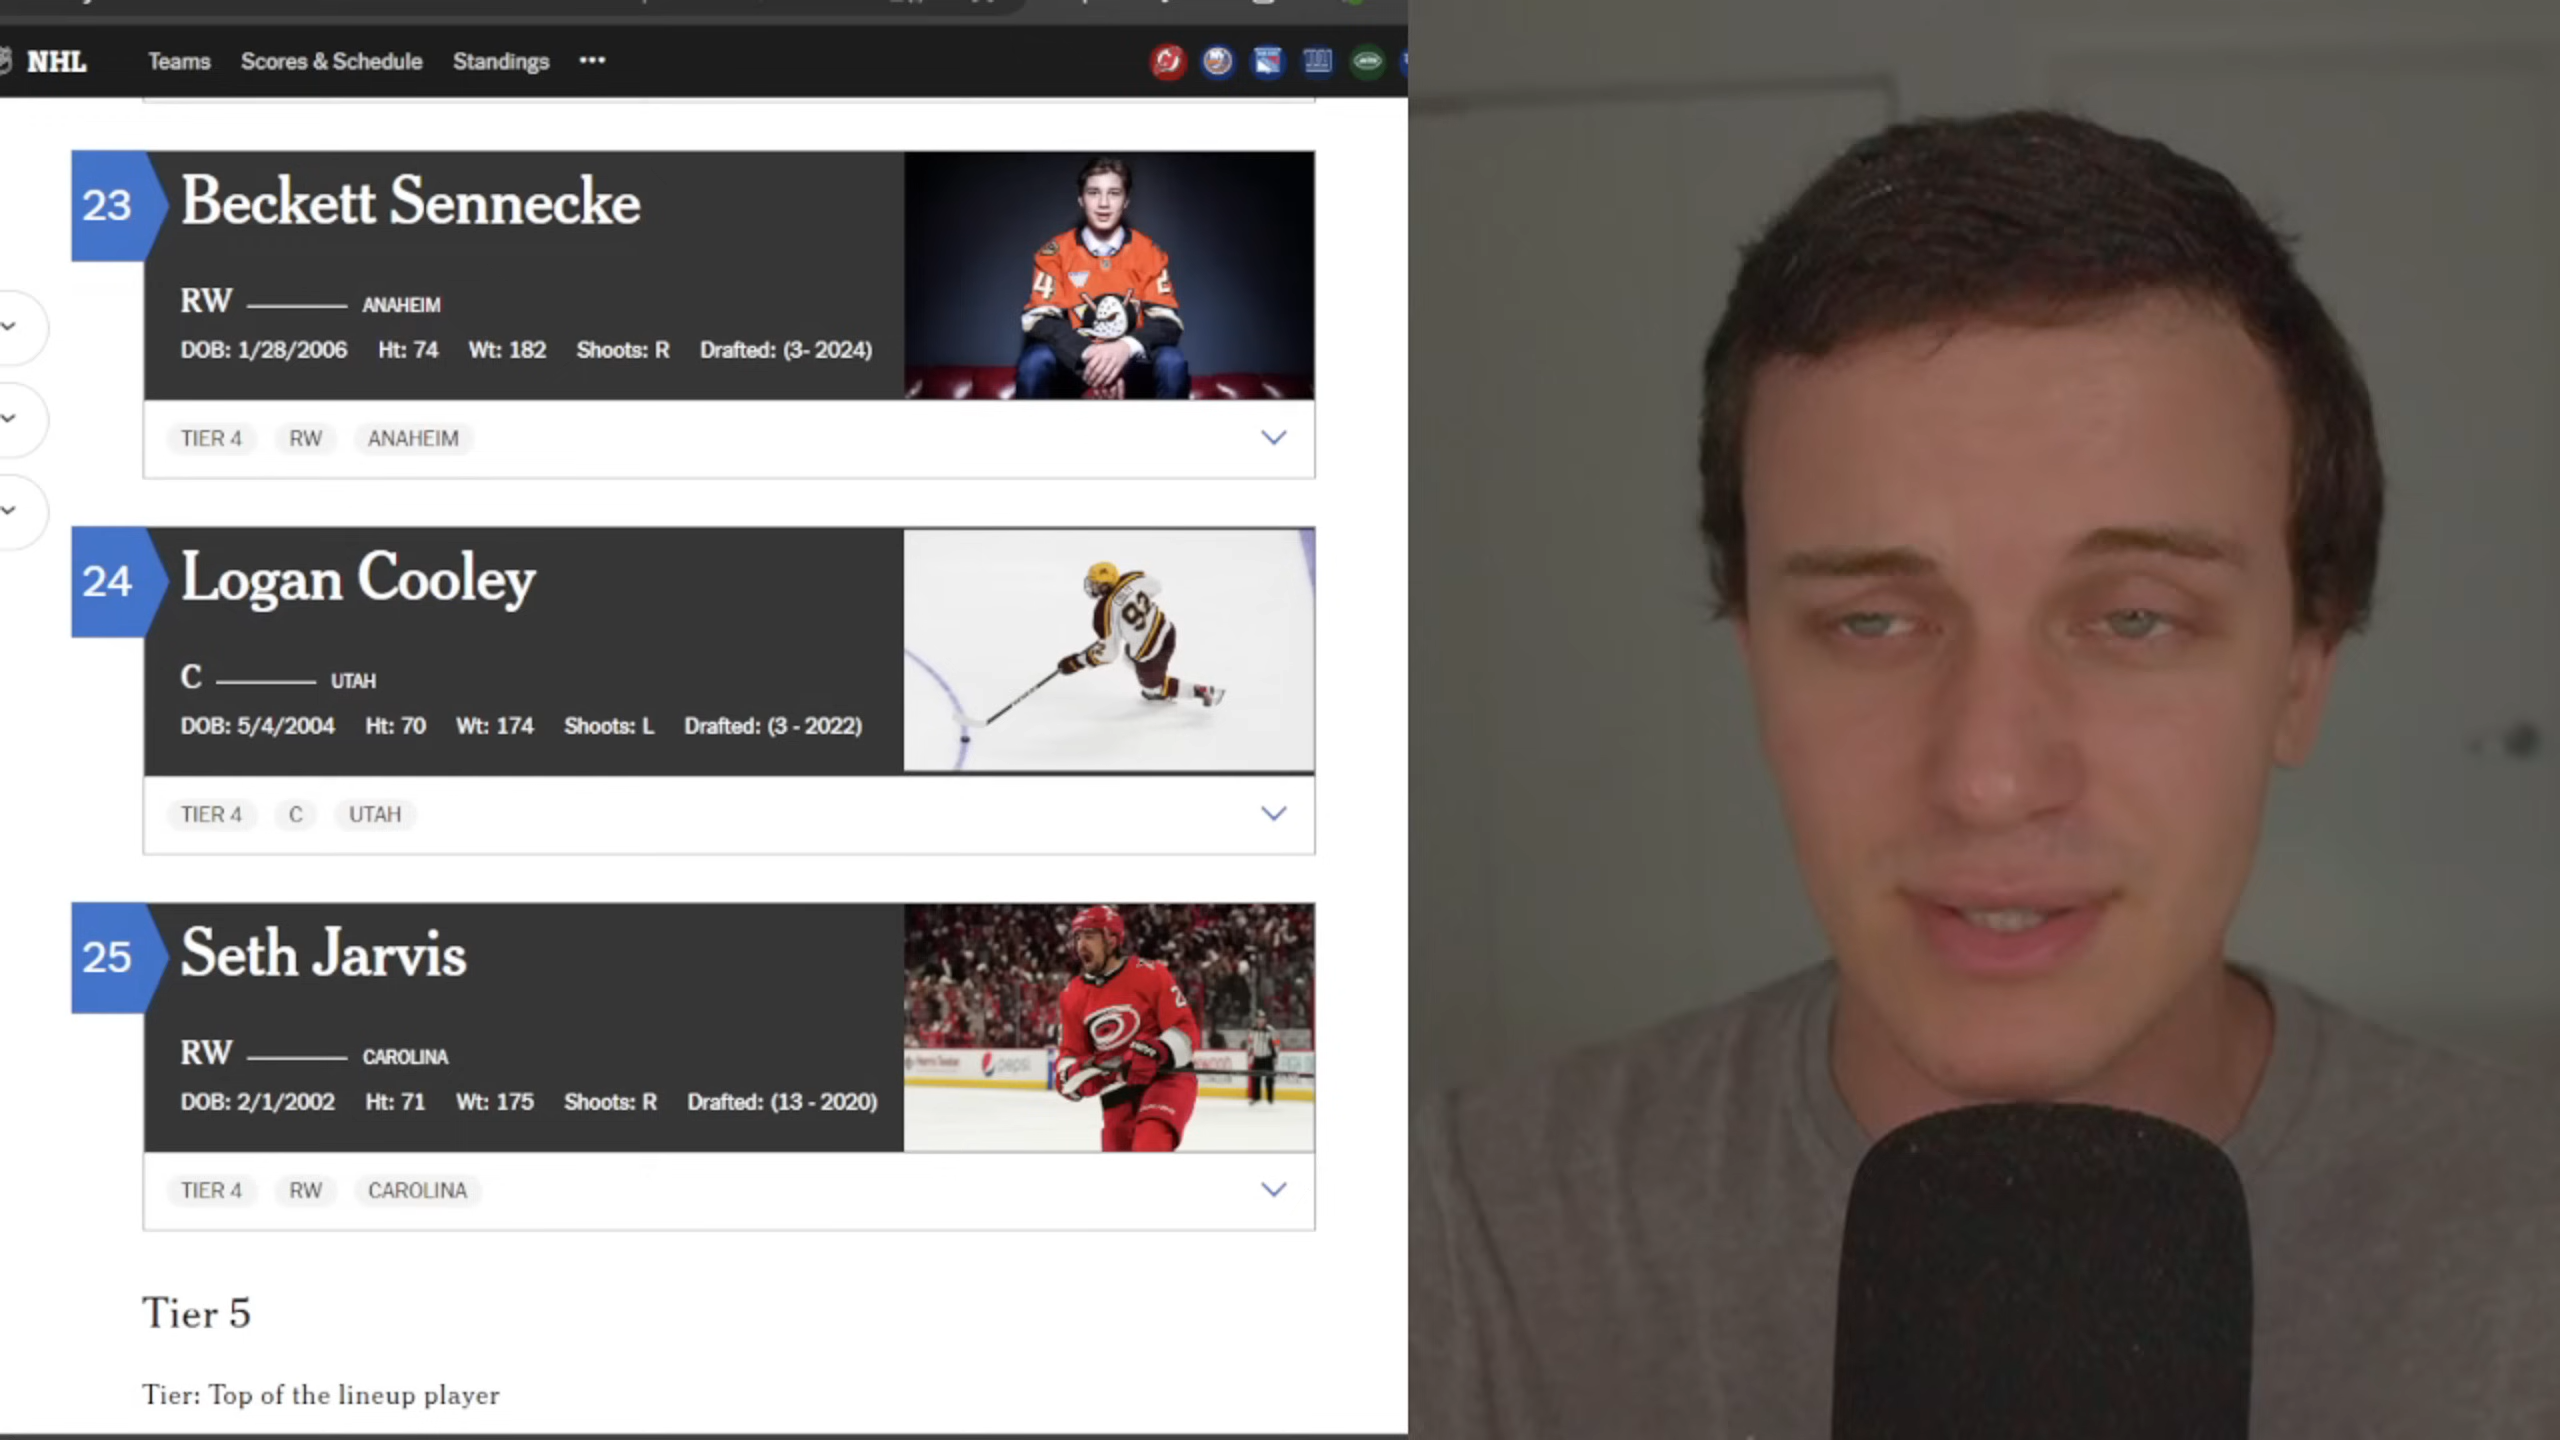 NHL Teams Scores & Schedule Standings •••
23 Beckett Sennecke
RW ANAHEIM
DOB: 1/28/2006 Ht: 74 Wt: 182 Shoots: R Drafted: (3- 2024)
TIER 4 RW ANAHEIM
24 Logan Cooley
C UTAH
DOB: 5/4/2004 Ht: 70 Wt: 174 Shoots: L Drafted: (3 - 2022)
92
TIER 4 C UTAH
25 Seth Jarvis
RW CAROLINA
DOB: 2/1/2002 Ht: 71 Wt: 175 Shoots: R Drafted: (13 - 2020)
pepsi
TIER 4 RW CAROLINA
Tier 5
Tier: Top of the lineup player